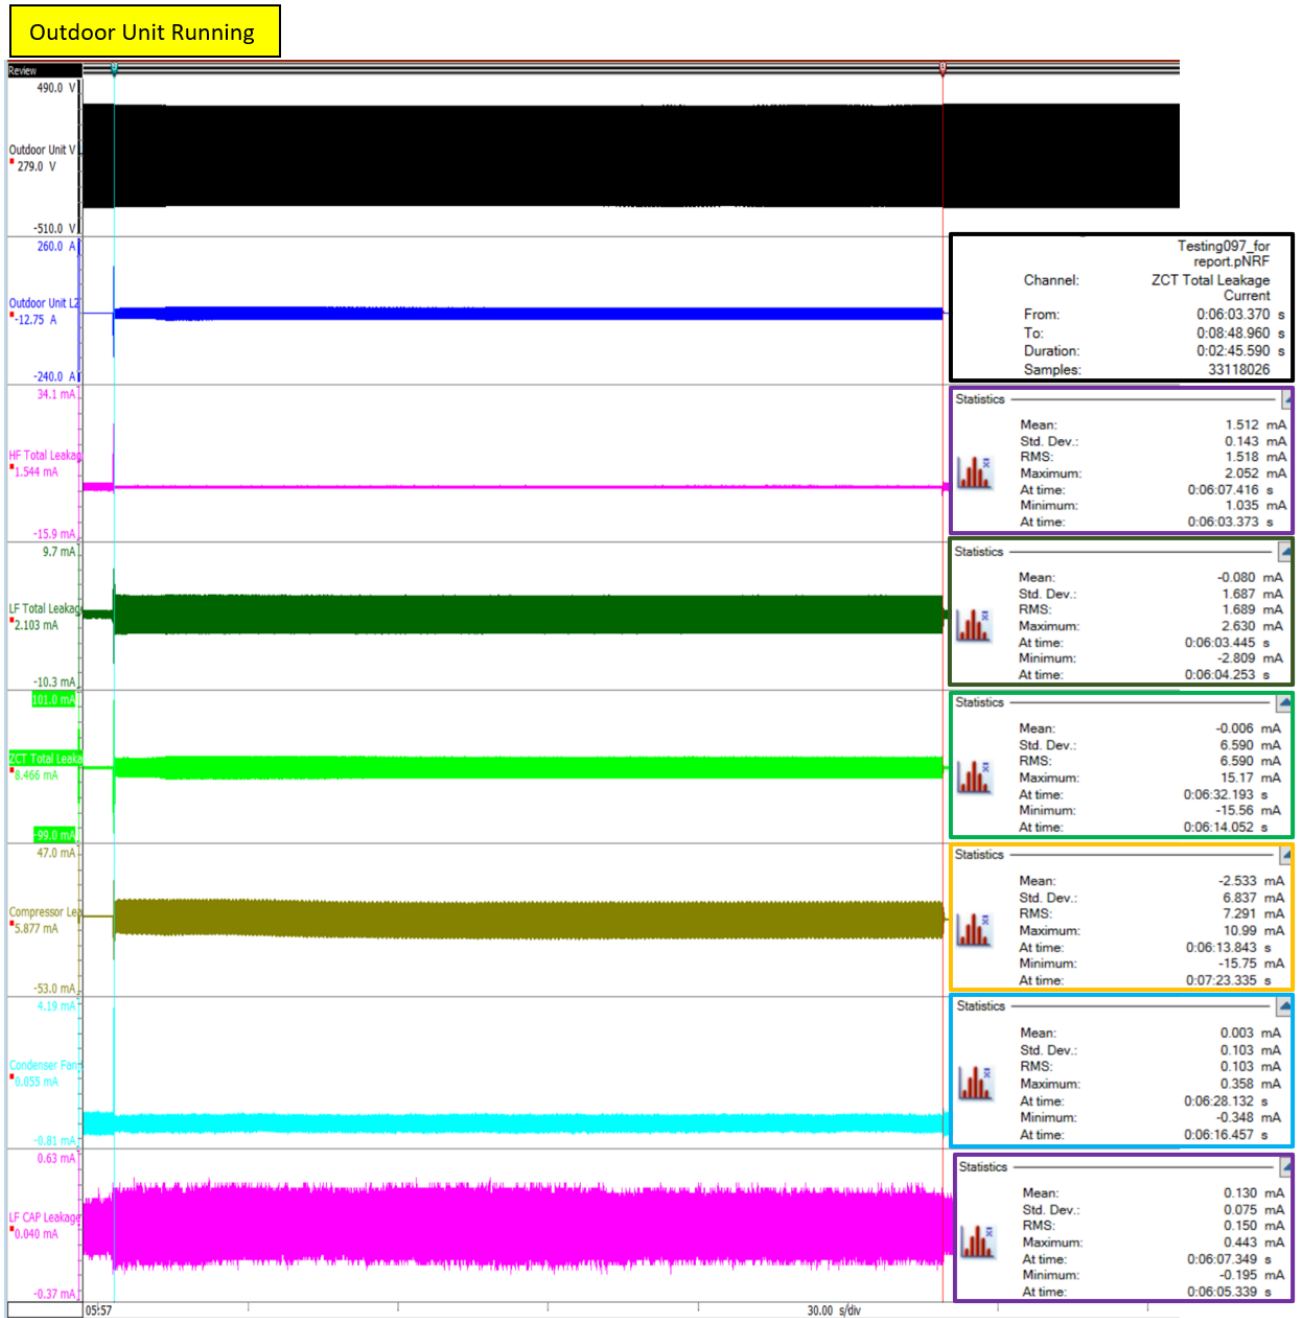 Outdoor Unit Running
Review
490.0 V
Outdoor Unit V
279.0 V
-510.0 V
260.0 A
Outdoor Unit L2
-12.75 A
-240.0 A
34.1 mA
HF Total Leakag
1.544 mA
-15.9 mA
9.7 mA
LF Total Leakag
2.103 mA
-10.3 mA
101.0 mA
ZCT Total Leaka
8.466 mA
-99.0 mA
47.0 mA
Compressor Lea
5.877 mA
-53.0 mA
4.19 mA
Condenser Fan
0.055 mA
-0.81 mA
0.63 mA
LF CAP Leakage
0.040 mA
-0.37 mA
05:57
30.00 s/div
Testing097_for
report.pNRF
Channel: ZCT Total Leakage
Current
From: 0:06:03.370 s
To: 0:08:48.960 s
Duration: 0:02:45.590 s
Samples: 33118026
Statistics
Mean: 1.512 mA
Std. Dev.: 0.143 mA
RMS: 1.518 mA
Maximum: 2.052 mA
At time: 0:06:07.416 s
Minimum: 1.035 mA
At time: 0:06:03.373 s
Statistics
Mean: -0.080 mA
Std. Dev.: 1.687 mA
RMS: 1.689 mA
Maximum: 2.630 mA
At time: 0:06:03.445 s
Minimum: -2.809 mA
At time: 0:06:04.253 s
Statistics
Mean: -0.006 mA
Std. Dev.: 6.590 mA
RMS: 6.590 mA
Maximum: 15.17 mA
At time: 0:06:32.193 s
Minimum: -15.56 mA
At time: 0:06:14.052 s
Statistics
Mean: -2.533 mA
Std. Dev.: 6.837 mA
RMS: 7.291 mA
Maximum: 10.99 mA
At time: 0:06:13.843 s
Minimum: -15.75 mA
At time: 0:07:23.335 s
Statistics
Mean: 0.003 mA
Std. Dev.: 0.103 mA
RMS: 0.103 mA
Maximum: 0.358 mA
At time: 0:06:28.132 s
Minimum: -0.348 mA
At time: 0:06:16.457 s
Statistics
Mean: 0.130 mA
Std. Dev.: 0.075 mA
RMS: 0.150 mA
Maximum: 0.443 mA
At time: 0:06:07.349 s
Minimum: -0.195 mA
At time: 0:06:05.339 s